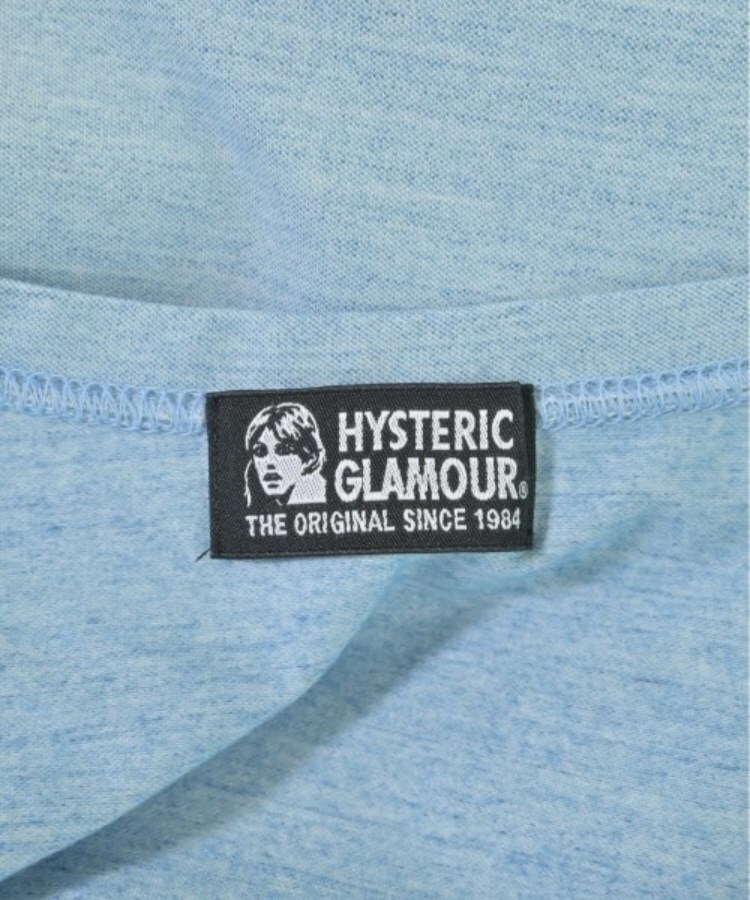 HYSTERIC
GLAMOUR®
THE ORIGINAL SINCE 1984